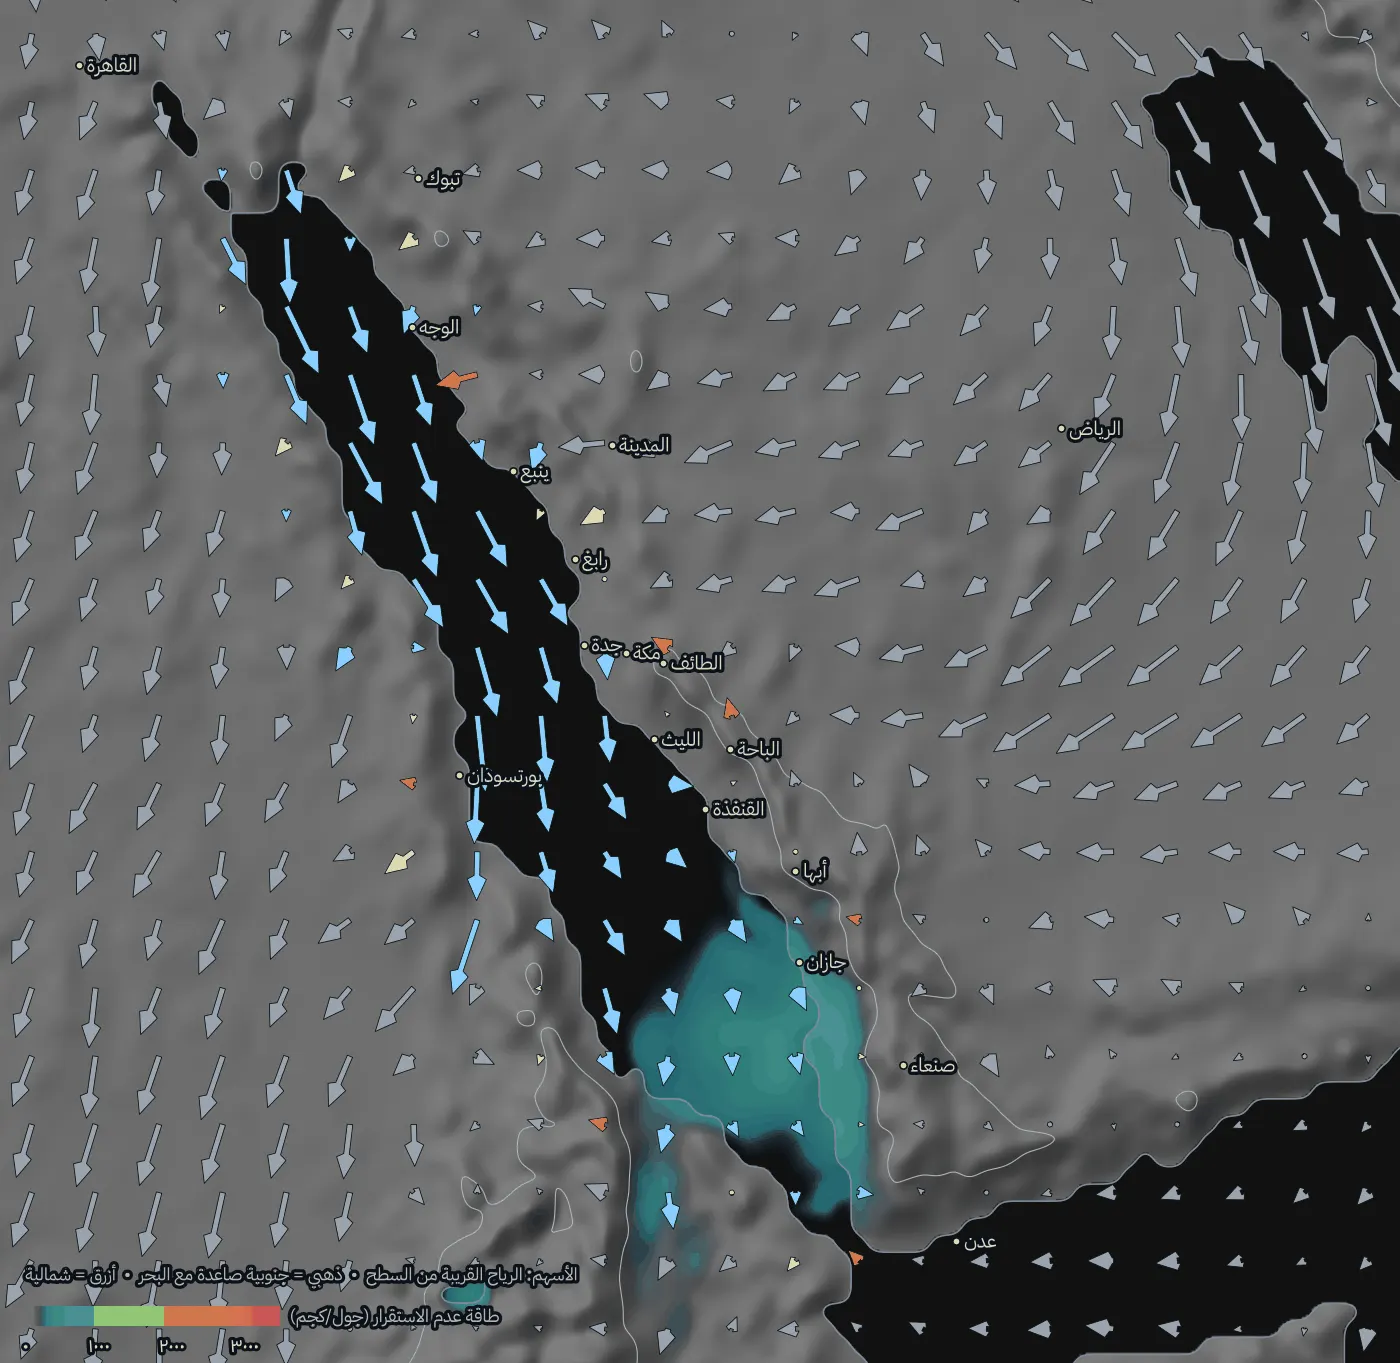 القاهرة
تبوك
الوجه
الرياض
المدينة
ينبع
رابغ
جدة
مكة
الطائف
الليث
الباحة
بورتسودان
القنفذة
أبها
جازان
صنعاء
عدن
الأسهم: الرياح القريبة من السطح • ذهبي = جنوبية صاعدة مع البحر • أزرق = شمالية
طاقة عدم الاستقرار (جول/كجم)
٠ ١٠٠٠ ٢٠٠٠ ٣٠٠٠